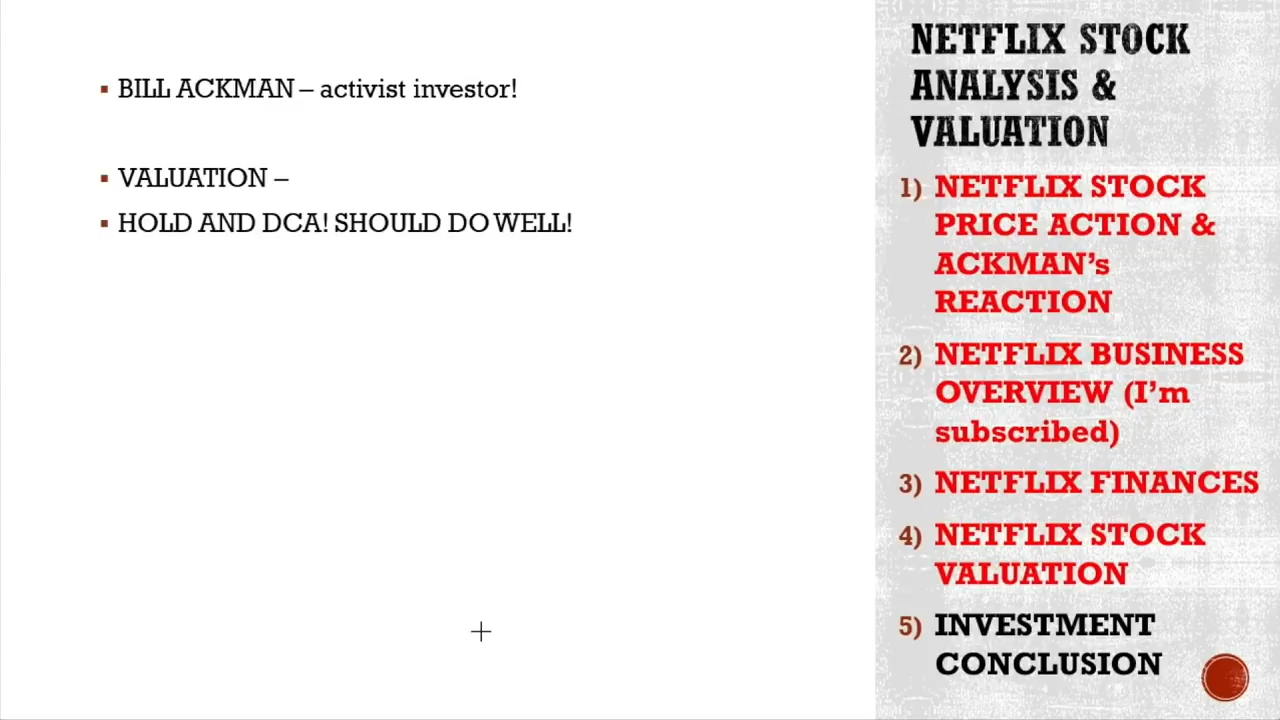 ▪ BILL ACKMAN – activist investor!
▪ VALUATION –
▪ HOLD AND DCA! SHOULD DO WELL!
NETFLIX STOCK
ANALYSIS &
VALUATION
1) NETFLIX STOCK
PRICE ACTION &
ACKMAN's
REACTION
2) NETFLIX BUSINESS
OVERVIEW (I'm
subscribed)
3) NETFLIX FINANCES
4) NETFLIX STOCK
VALUATION
5) INVESTMENT
CONCLUSION